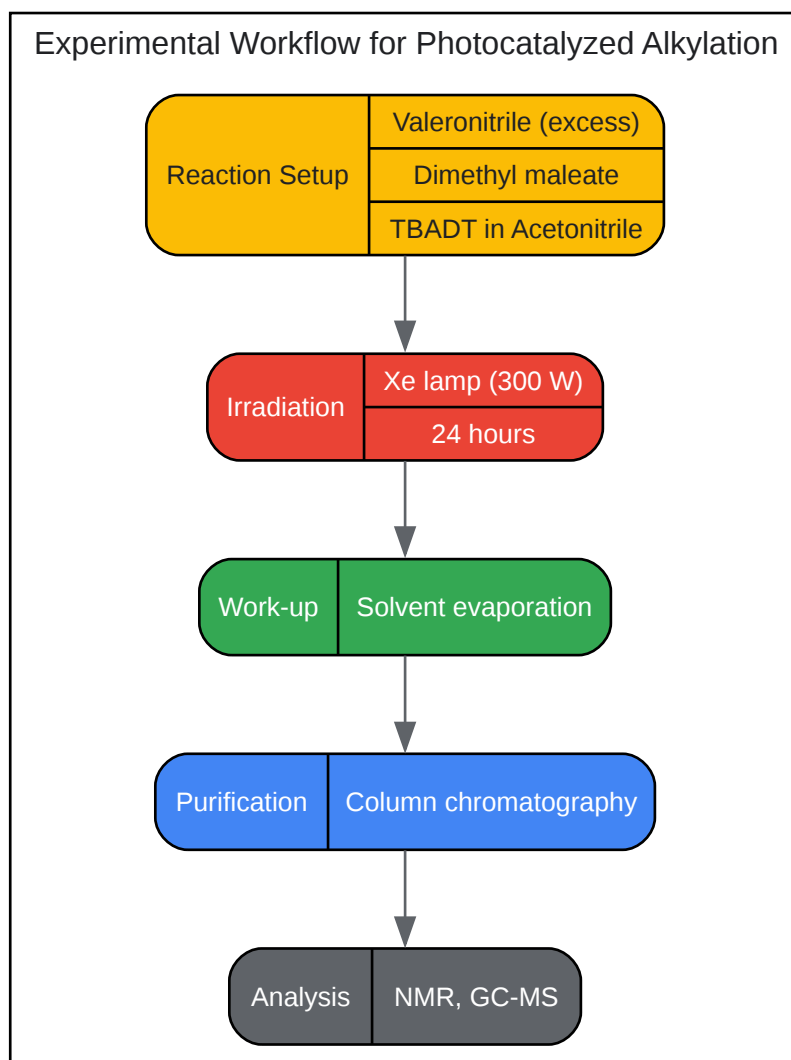 Experimental Workflow for Photocatalyzed Alkylation
Reaction Setup
Valeronitrile (excess)
Dimethyl maleate
TBADT in Acetonitrile
Irradiation
Xe lamp (300 W)
24 hours
Work-up
Solvent evaporation
Purification
Column chromatography
Analysis
NMR, GC-MS